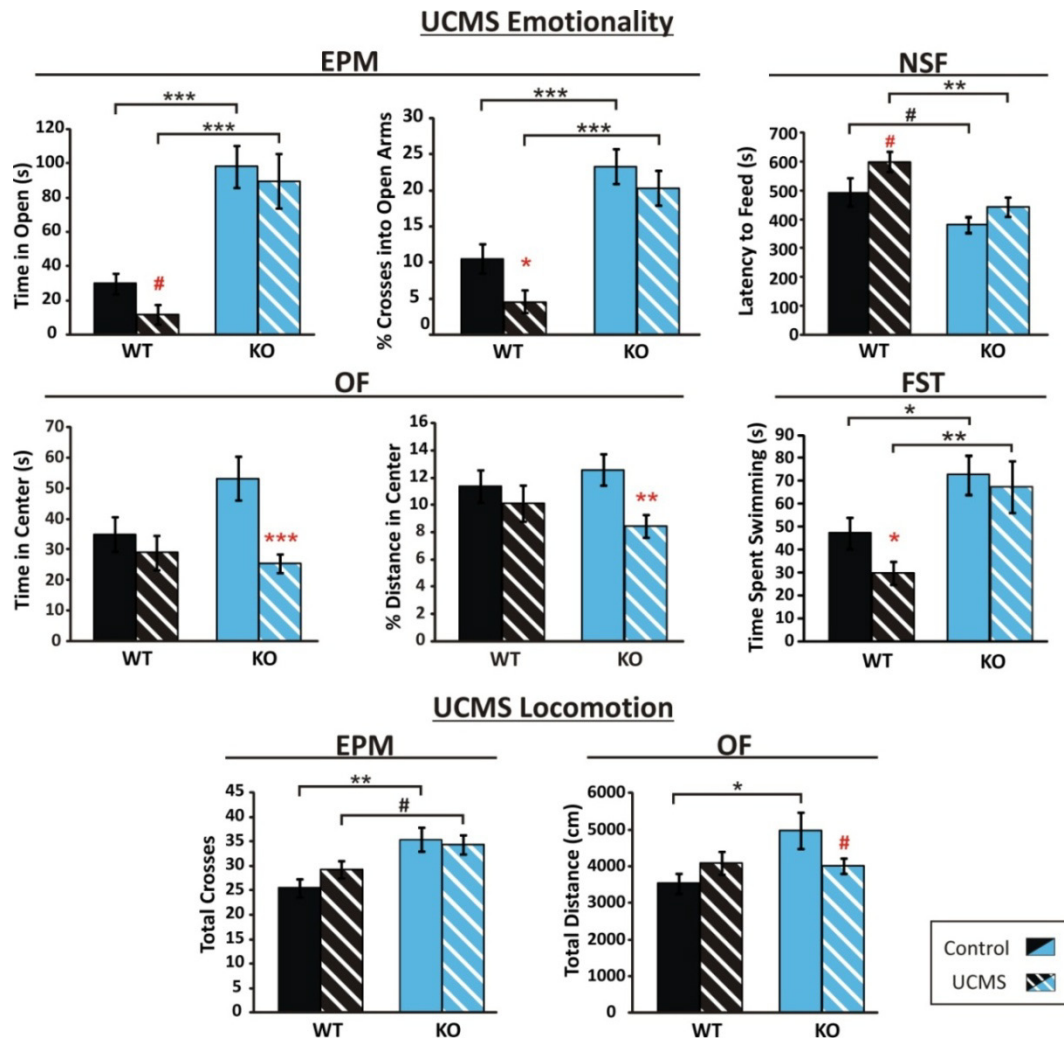 UCMS Emotionality
EPM
NSF
***
***
Time in Open (s)
120
100
80
60
40
20
0
#
WT
KO
***
***
% Crosses into Open Arms
30
25
20
15
10
5
0
*
WT
KO
**
#
Latency to Feed (s)
700
600
500
400
300
200
100
0
#
WT
KO
OF
FST
Time in Center (s)
70
60
50
40
30
20
10
0
***
WT
KO
% Distance in Center
16
14
12
10
8
6
4
2
0
**
WT
KO
*
**
Time Spent Swimming (s)
90
80
70
60
50
40
30
20
10
0
*
WT
KO
UCMS Locomotion
EPM
OF
**
#
Total Crosses
45
40
35
30
25
20
15
10
5
0
WT
KO
*
Total Distance (cm)
6000
5000
4000
3000
2000
1000
0
#
WT
KO
Control
UCMS